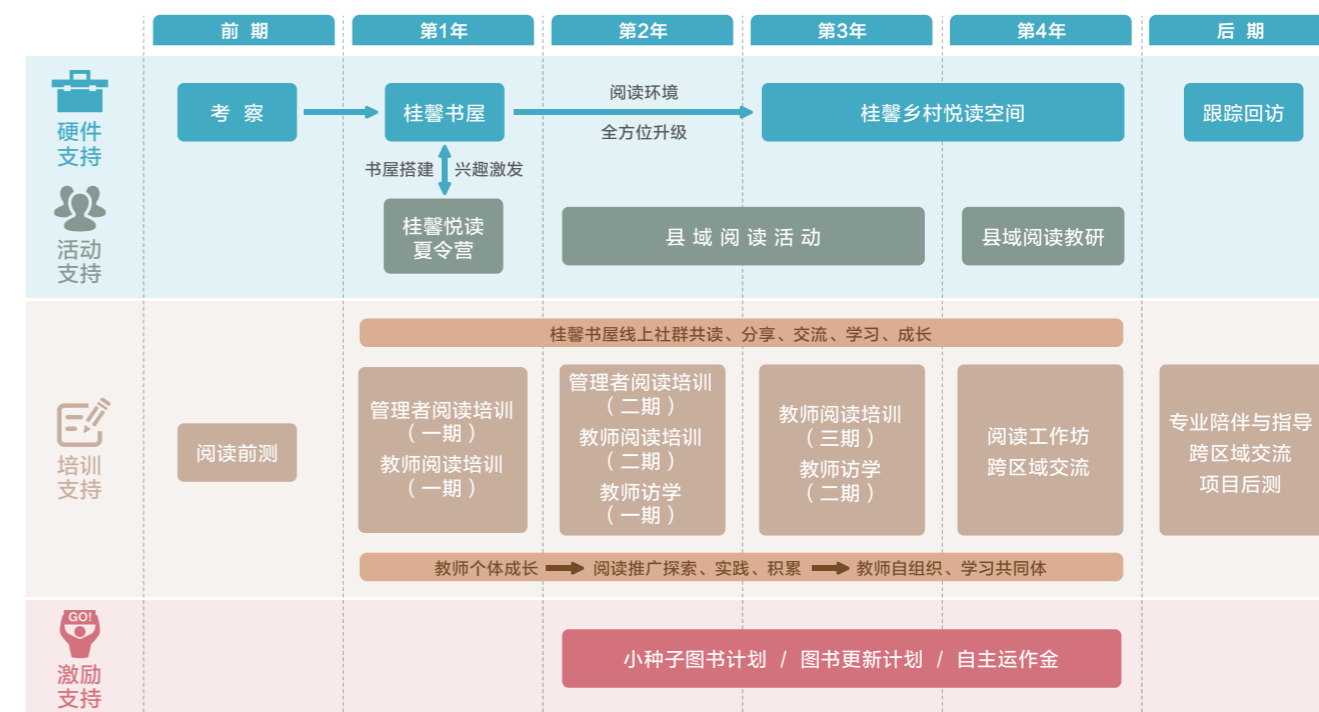 前 期
第1年
第2年
第3年
第4年
后 期
硬件
支持
考 察
桂馨书屋
阅读环境
全方位升级
桂馨乡村悦读空间
跟踪回访
书屋搭建
兴趣激发
活动
支持
桂馨悦读
夏令营
县域阅读活动
县域阅读教研
桂馨书屋线上社群共读、分享、交流、学习、成长
培训
支持
阅读前测
管理者阅读培训
（一期）
教师阅读培训
（一期）
管理者阅读培训
（二期）
教师阅读培训
（二期）
教师访学
（一期）
教师阅读培训
（三期）
教师访学
（二期）
阅读工作坊
跨区域交流
专业陪伴与指导
跨区域交流
项目后测
教师个体成长 → 阅读推广探索、实践、积累 → 教师自组织、学习共同体
GO!
激励
支持
小种子图书计划 / 图书更新计划 / 自主运作金